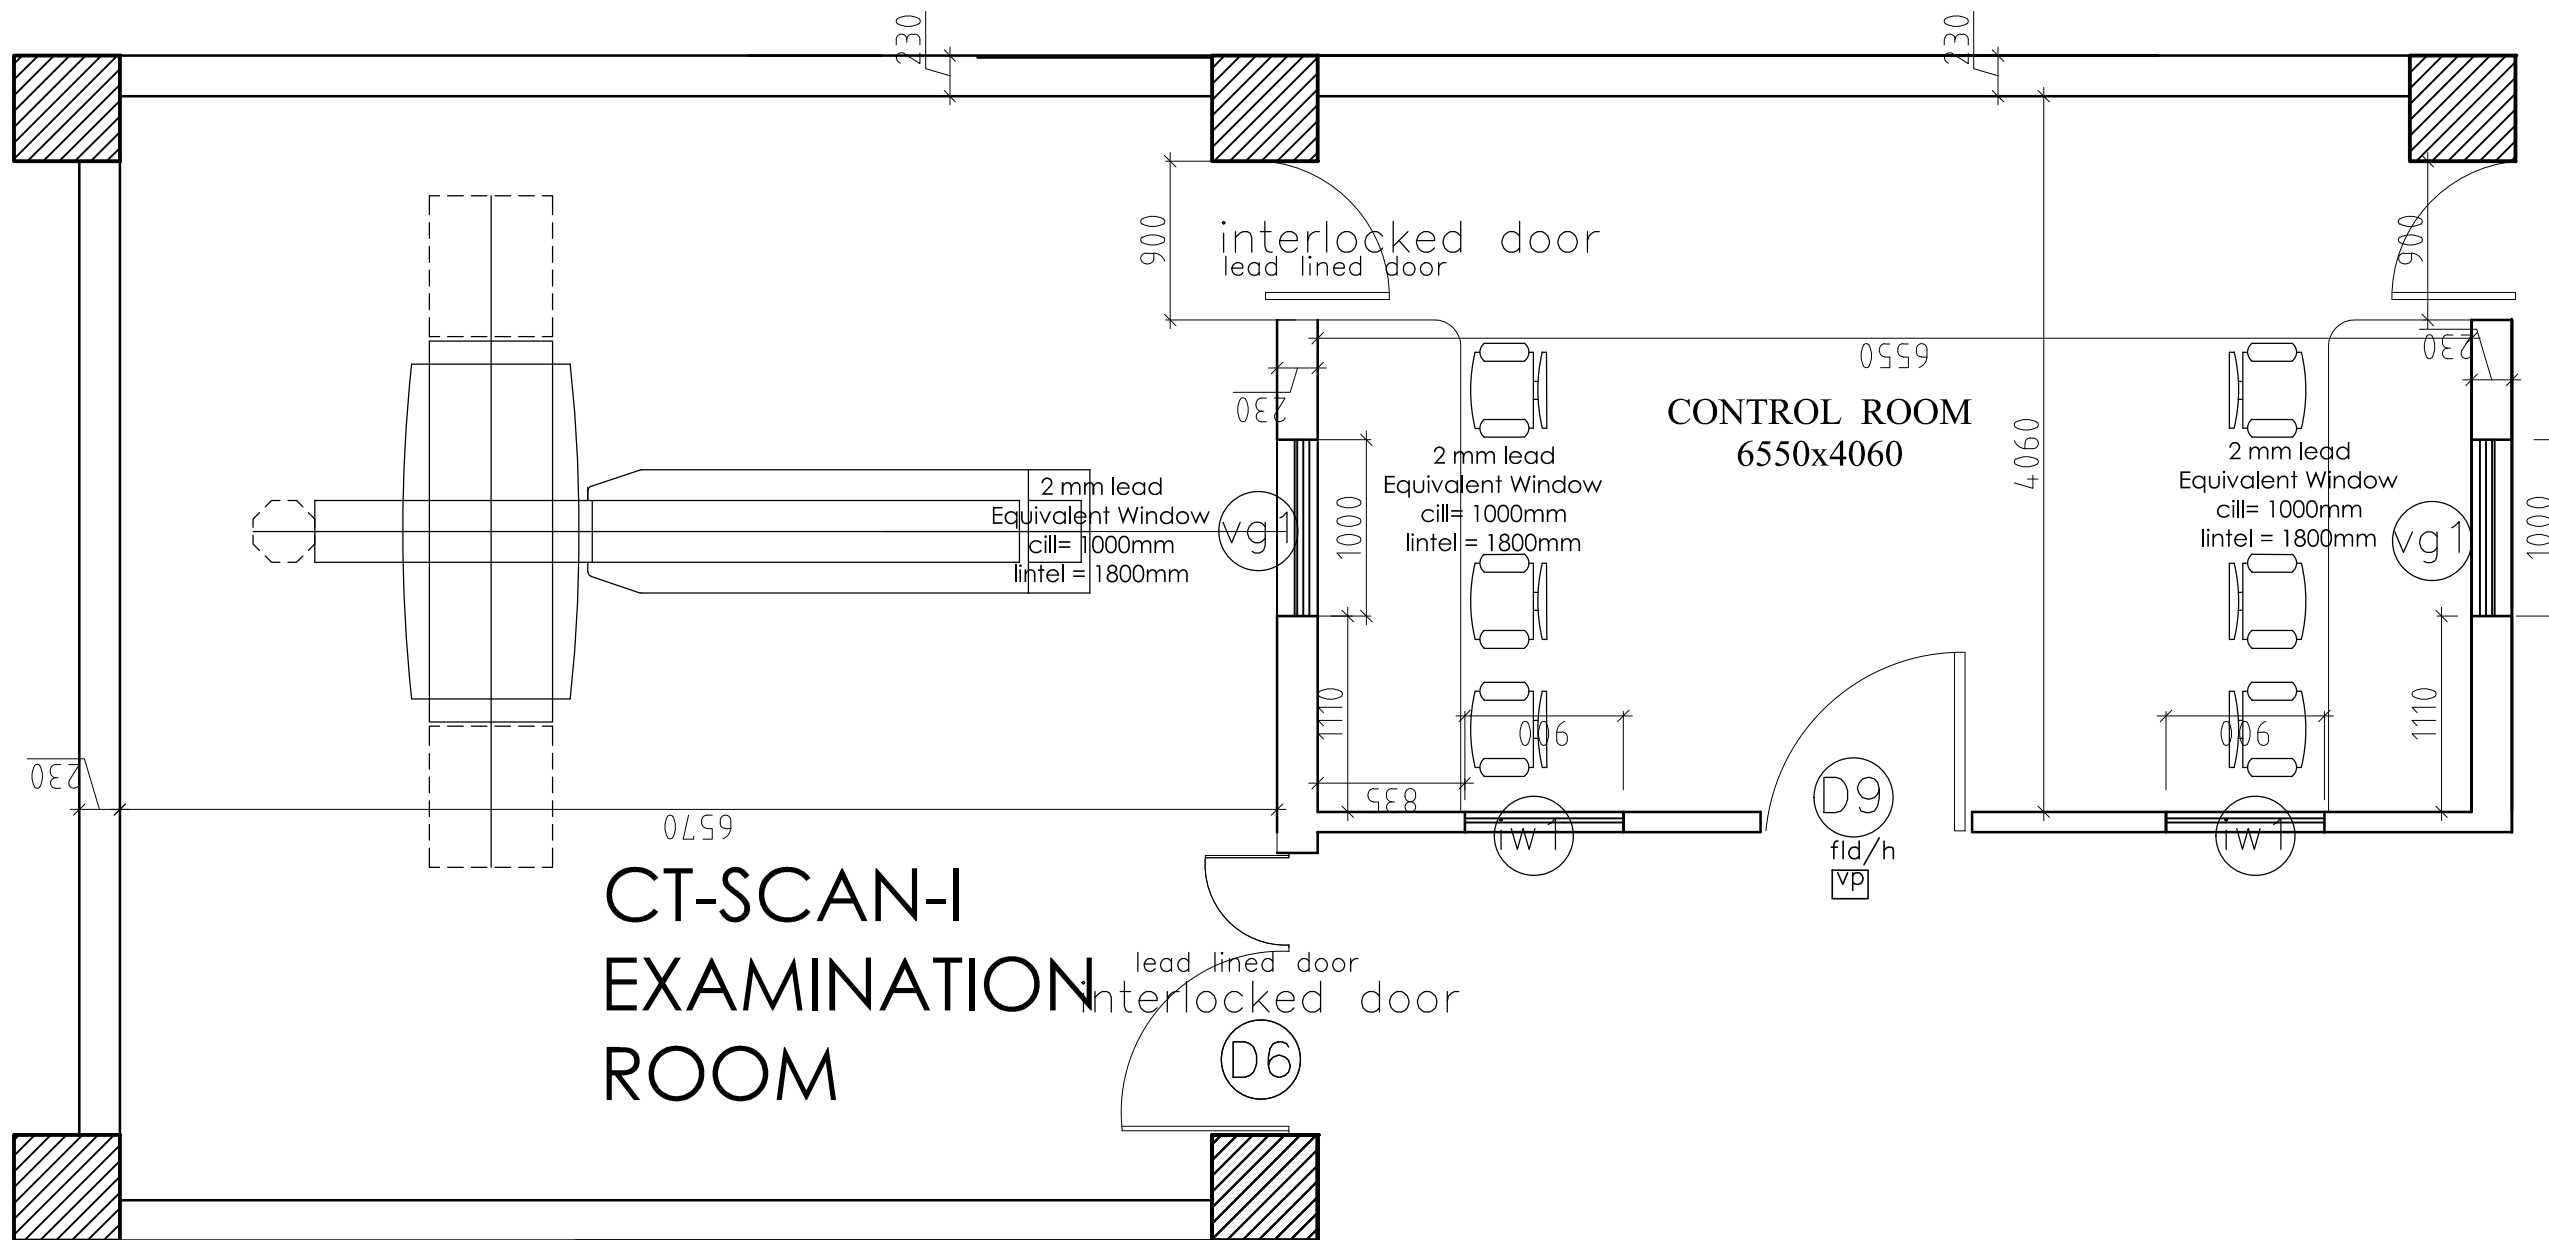 230
230
900
interlocked door
lead lined door
900
6550
230
230
CONTROL ROOM
6550x4060
4060
2 mm lead
Equivalent Window
cill= 1000mm
lintel = 1800mm
vg1
1000
2 mm lead
Equivalent Window
cill= 1000mm
lintel = 1800mm
2 mm lead
Equivalent Window
cill= 1000mm
lintel = 1800mm
vg1
1000
1110
900
900
1110
230
6570
835
iw1
D9
fld/h
vp
iw1
CT-SCAN-I
EXAMINATION
ROOM
lead lined door
interlocked door
D6